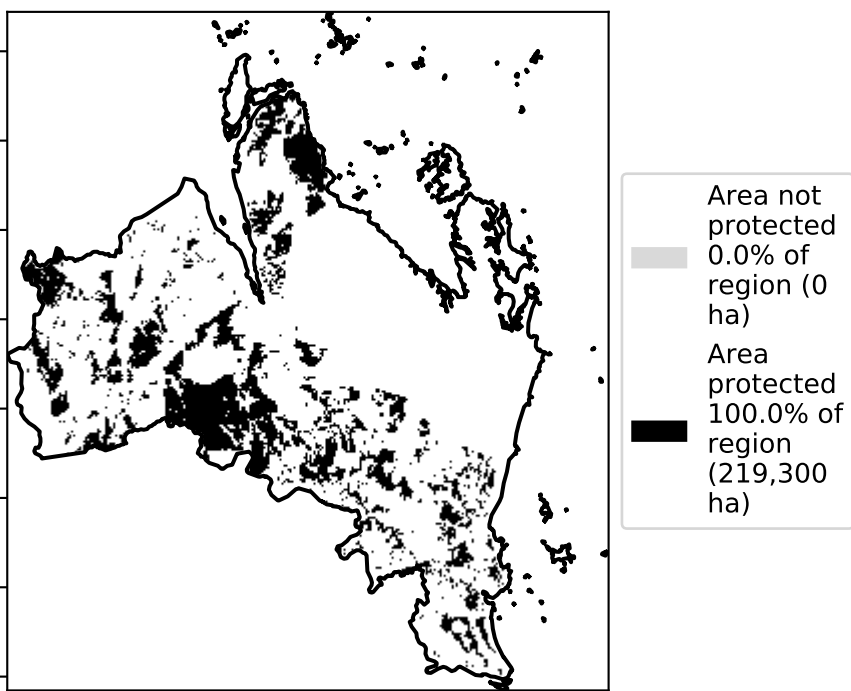 Area not
protected
0.0% of
region (0
ha)
Area
protected
100.0% of
region
(219,300
ha)